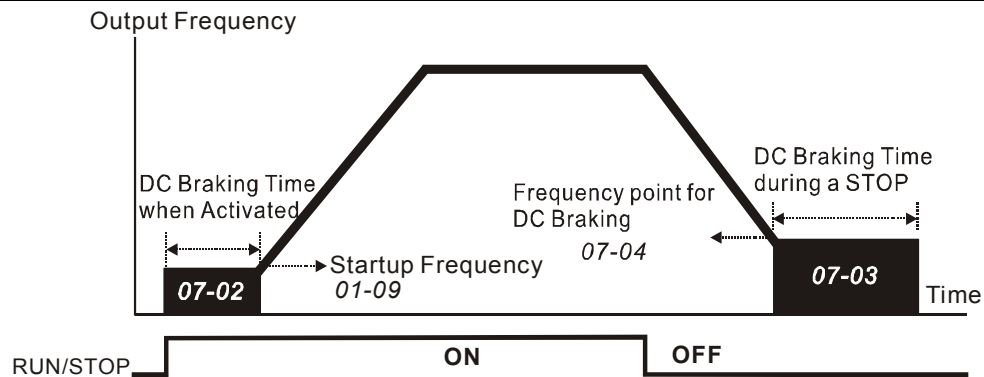 Output Frequency
DC Braking Time
when Activated
07-02
Startup Frequency
01-09
Frequency point for
DC Braking
07-04
DC Braking Time
during a STOP
07-03
Time
RUN/STOP
ON
OFF